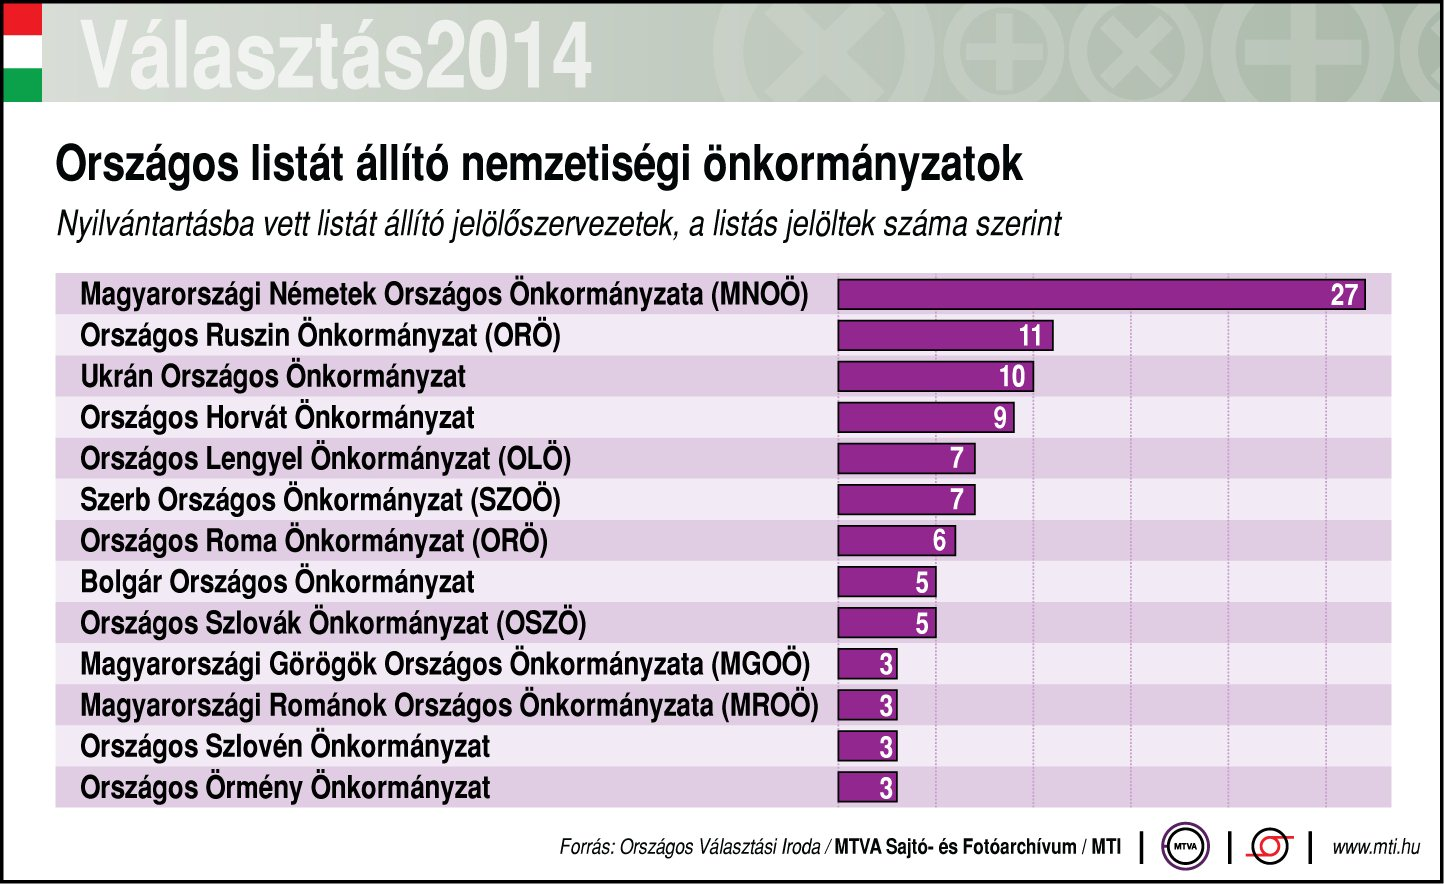 Választás2014
Országos listát állító nemzetiségi önkormányzatok
Nyilvántartásba vett listát állító jelölőszervezetek, a listás jelöltek száma szerint
Magyarországi Németek Országos Önkormányzata (MNOÖ) 27
Országos Ruszin Önkormányzat (ORÖ) 11
Ukrán Országos Önkormányzat 10
Országos Horvát Önkormányzat 9
Országos Lengyel Önkormányzat (OLÖ) 7
Szerb Országos Önkormányzat (SZOÖ) 7
Országos Roma Önkormányzat (ORÖ) 6
Bolgár Országos Önkormányzat 5
Országos Szlovák Önkormányzat (OSZÖ) 5
Magyarországi Görögök Országos Önkormányzata (MGOÖ) 3
Magyarországi Románok Országos Önkormányzata (MROÖ) 3
Országos Szlovén Önkormányzat 3
Országos Örmény Önkormányzat 3
Forrás: Országos Választási Iroda / MTVA Sajtó- és Fotóarchívum / MTI | MTVA | | www.mti.hu